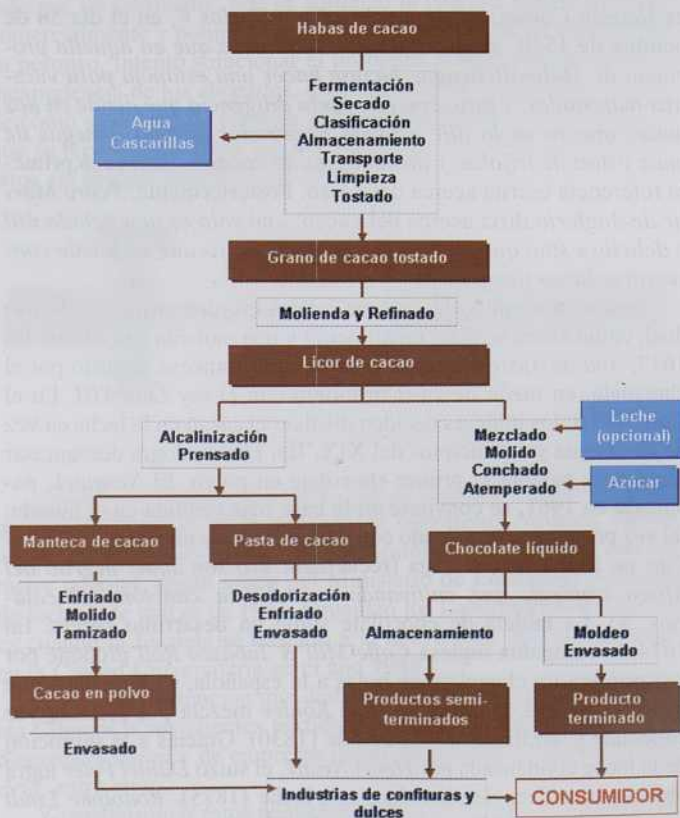 Habas de cacao
Fermentación
Secado
Clasificación
Almacenamiento
Transporte
Limpieza
Tostado
Agua
Cascarillas
Grano de cacao tostado
Molienda y Refinado
Licor de cacao
Alcalinización
Prensado
Mezclado
Molido
Conchado
Atemperado
Leche
(opcional)
Azúcar
Manteca de cacao
Pasta de cacao
Chocolate líquido
Enfriado
Molido
Tamizado
Desodorización
Enfriado
Envasado
Almacenamiento
Moldeo
Envasado
Cacao en polvo
Productos semi-
terminados
Producto
terminado
Envasado
Industrias de confituras y
dulces
CONSUMIDOR